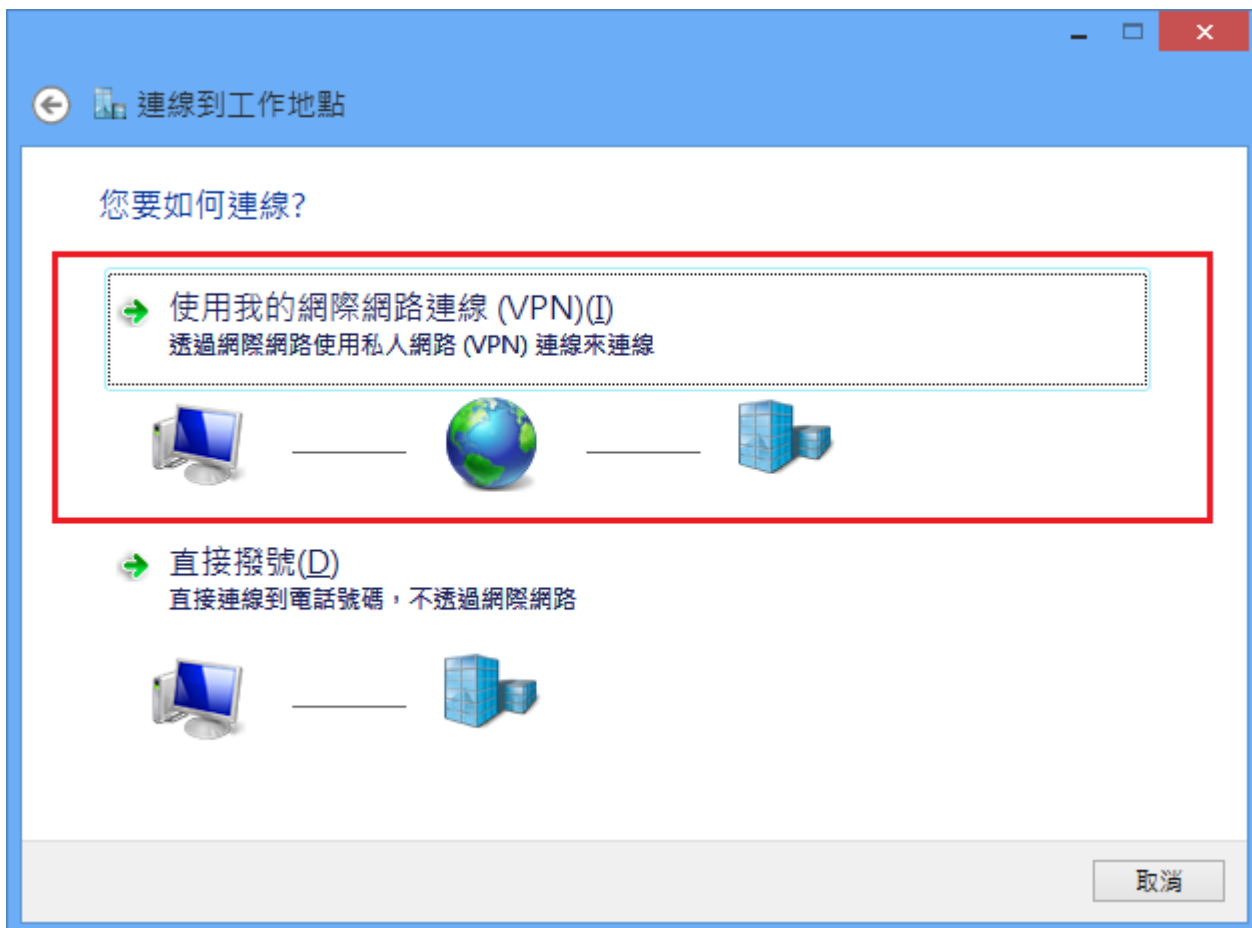 連線到工作地點
您要如何連線?
使用我的網際網路連線 (VPN)(I)
透過網際網路使用私人網路 (VPN) 連線來連線
直接撥號(D)
直接連線到電話號碼，不透過網際網路
取消